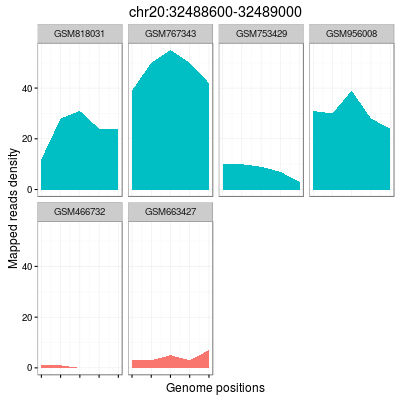 chr20:32488600-32489000
GSM818031 GSM767343 GSM753429 GSM956008
40
20
0
GSM466732 GSM663427
40
20
0
Mapped reads density
Genome positions